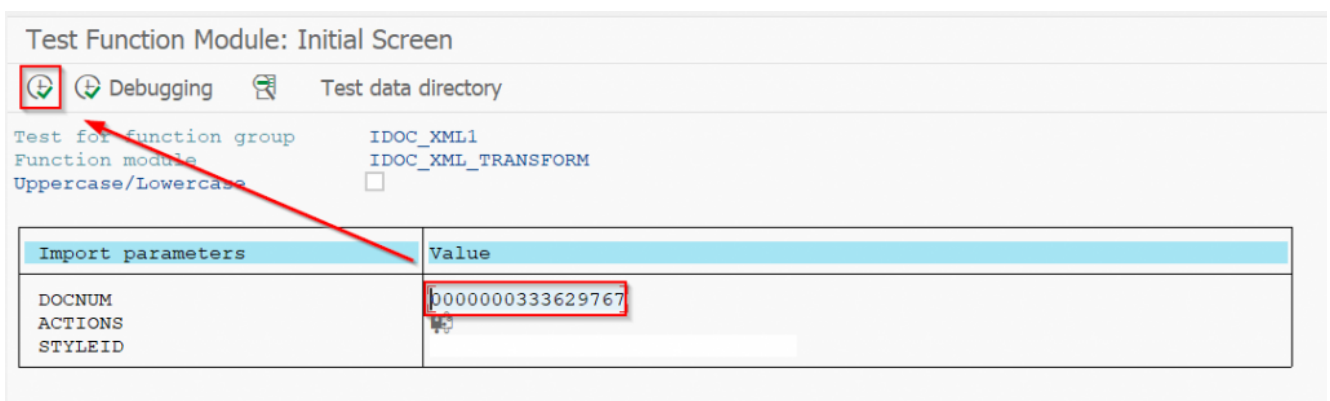 Test Function Module: Initial Screen
Debugging Test data directory
Test for function group IDOC_XML1
Function module IDOC_XML_TRANSFORM
Uppercase/Lowercase
Import parameters Value
DOCNUM 0000000333629767
ACTIONS
STYLEID